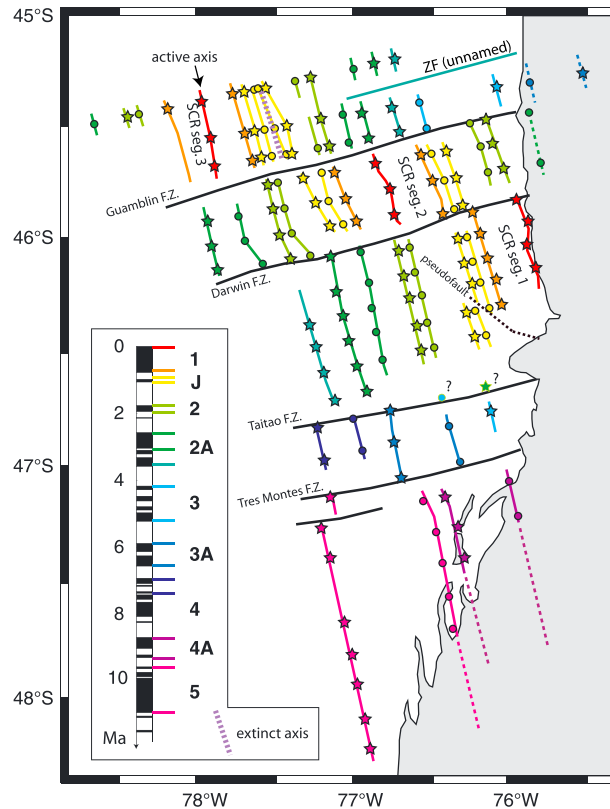 45°S
46°S
47°S
48°S
78°W
77°W
76°W
active axis
SCR seg.3
ZF (unnamed)
Guamblin F.Z.
SCR seg.2
Darwin F.Z.
SCR seg.1
pseudofault
?
?
Taitao F.Z.
Tres Montes F.Z.
0
1
J
2
2
2A
4
3
6
3A
4
8
4A
10
5
Ma
extinct axis